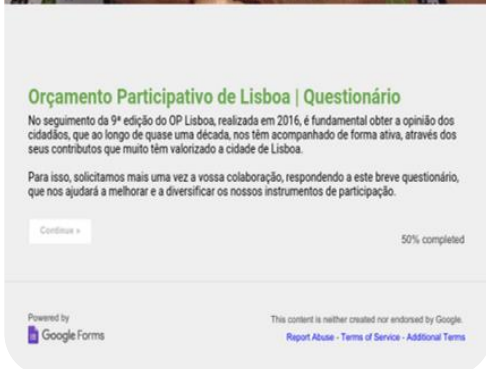 Orçamento Participativo de Lisboa | Questionário
No seguimento da 9ª edição do OP Lisboa, realizada em 2016, é fundamental obter a opinião dos
cidadãos, que ao longo de quase uma década, nos têm acompanhado de forma ativa, através dos
seus contributos que muito têm valorizado a cidade de Lisboa.
Para isso, solicitamos mais uma vez a vossa colaboração, respondendo a este breve questionário,
que nos ajudará a melhorar e a diversificar os nossos instrumentos de participação.
Continue »
50% completed
Powered by
Google Forms
This content is neither created nor endorsed by Google.
Report Abuse - Terms of Service - Additional Terms